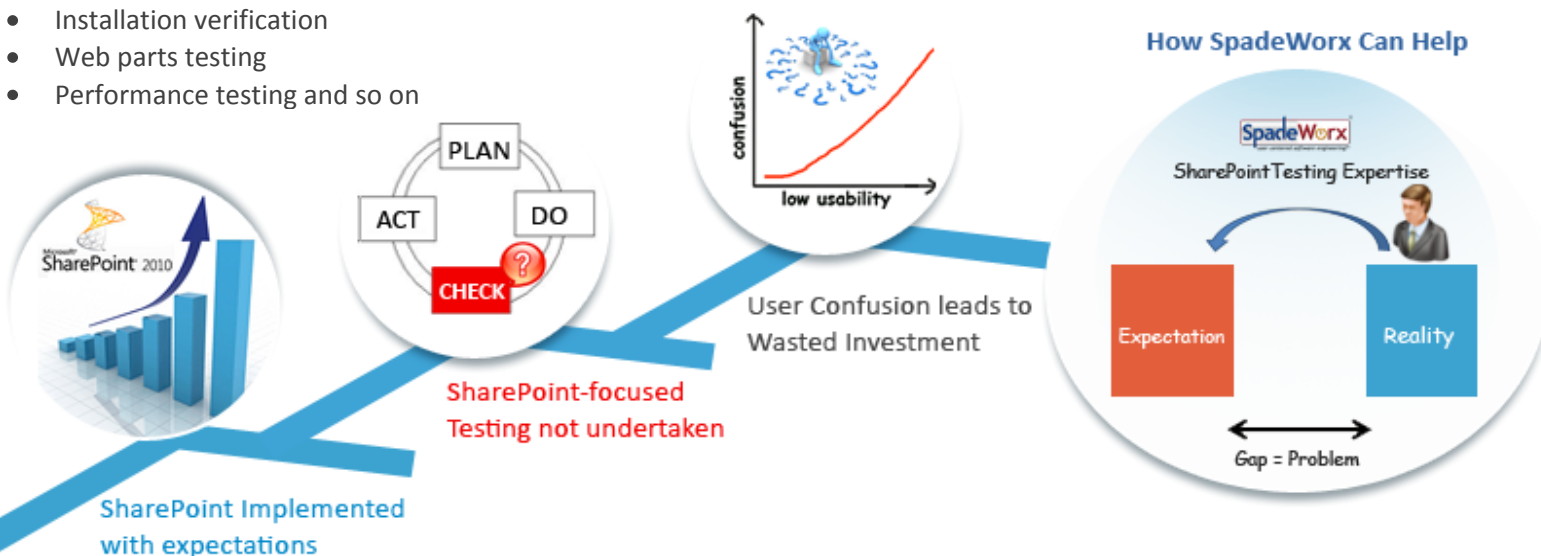 • Installation verification
• Web parts testing
• Performance testing and so on
Microsoft
SharePoint 2010
SharePoint Implemented
with expectations
PLAN
ACT
DO
?
CHECK
SharePoint-focused
Testing not undertaken
confusion
low usability
User Confusion leads to
Wasted Investment
How SpadeWorx Can Help
SpadeWorx
SharePoint Testing Expertise
Expectation
Reality
Gap = Problem